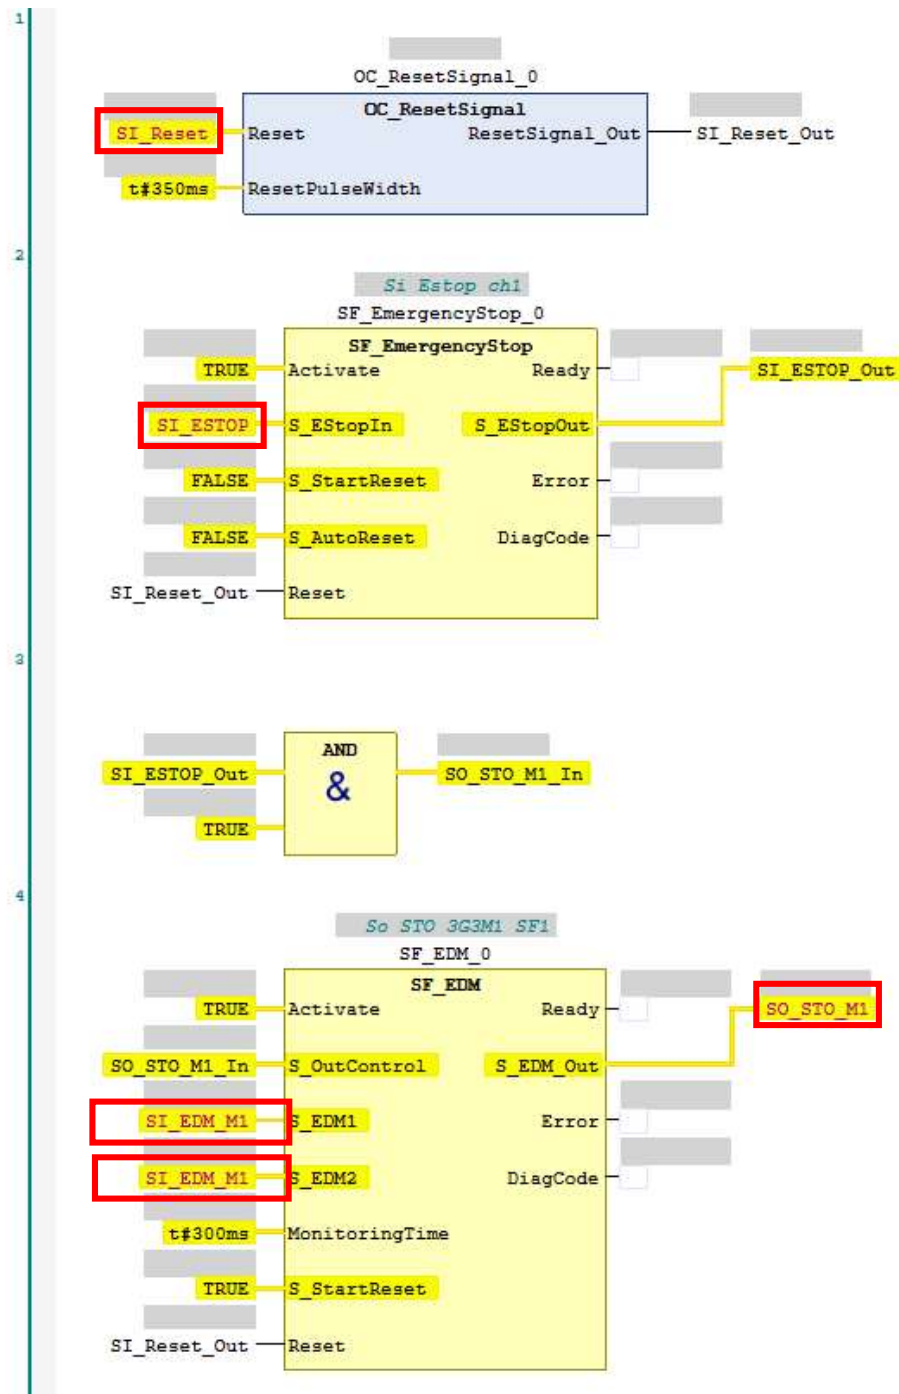 1
OC_ResetSignal_0
OC_ResetSignal
SI_Reset Reset ResetSignal_Out SI_Reset_Out
t#350ms ResetPulseWidth
2
Si Estop ch1
SF_EmergencyStop_0
SF_EmergencyStop
TRUE Activate Ready SI_ESTOP_Out
SI_ESTOP S_EStopIn S_EStopOut
FALSE S_StartReset Error
FALSE S_AutoReset DiagCode
SI_Reset_Out Reset
3
AND
SI_ESTOP_Out & SO_STO_M1_In
TRUE
4
So STO 3G3M1 SF1
SF_EDM_0
SF_EDM
TRUE Activate Ready SO_STO_M1
SO_STO_M1_In S_OutControl S_EDM_Out
SI_EDM_M1 S_EDM1 Error
SI_EDM_M1 S_EDM2 DiagCode
t#300ms MonitoringTime
TRUE S_StartReset
SI_Reset_Out Reset